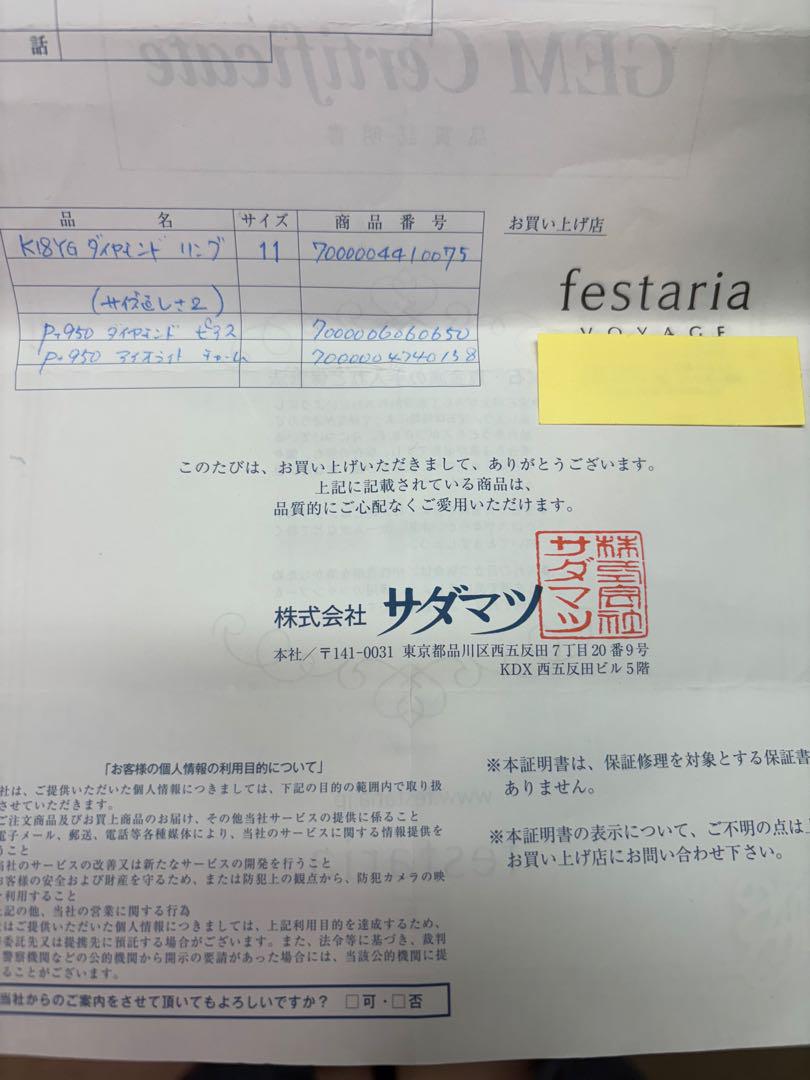 話
GEM Certificate
品質証明書
品名 サイズ 商品番号
K18YG ダイヤモンド リング 11 7000004410075
(サイズ直しさ2)
Pt950 ダイヤモンド ピアス 7000006060650
Pt950 アイオライト チャーム 7000004740158
お買い上げ店
festaria
VOYAGE
このたびは、お買い上げいただきまして、ありがとうございます。
上記に記載されている商品は、
品質的にご心配なくご愛用いただけます。
株式会社 サダマツ
株式会社サダマツ
本社/〒141-0031 東京都品川区西五反田7丁目20番9号
KDX 西五反田ビル5階
「お客様の個人情報の利用目的について」
社は、ご提供いただいた個人情報につきましては、下記の目的の範囲内で取り扱
させていただきます。
ご注文商品及びお買上商品のお届け、その他当社サービスの提供に係ること
電子メール、郵送、電話等各種媒体により、当社のサービスに関する情報提供を
うこと
当社のサービスの改善又は新たなサービスの開発を行うこと
お客様の安全および財産を守るため、または防犯上の観点から、防犯カメラの映
を利用すること
上記の他、当社の営業に関する行為
はご提供いただいた個人情報につきましては、上記利用目的を達成するため、
委託先又は提携先に預託する場合がございます。また、法令等に基づき、裁判
警察機関などの公的機関から開示の要請があった場合には、当該公的機関に提
ることがございます。
当社からのご案内をさせて頂いてもよろしいですか? □可・□否
※本証明書は、保証修理を対象とする保証書
ありません。
※本証明書の表示について、ご不明の点は上
お買い上げ店にお問い合わせ下さい。